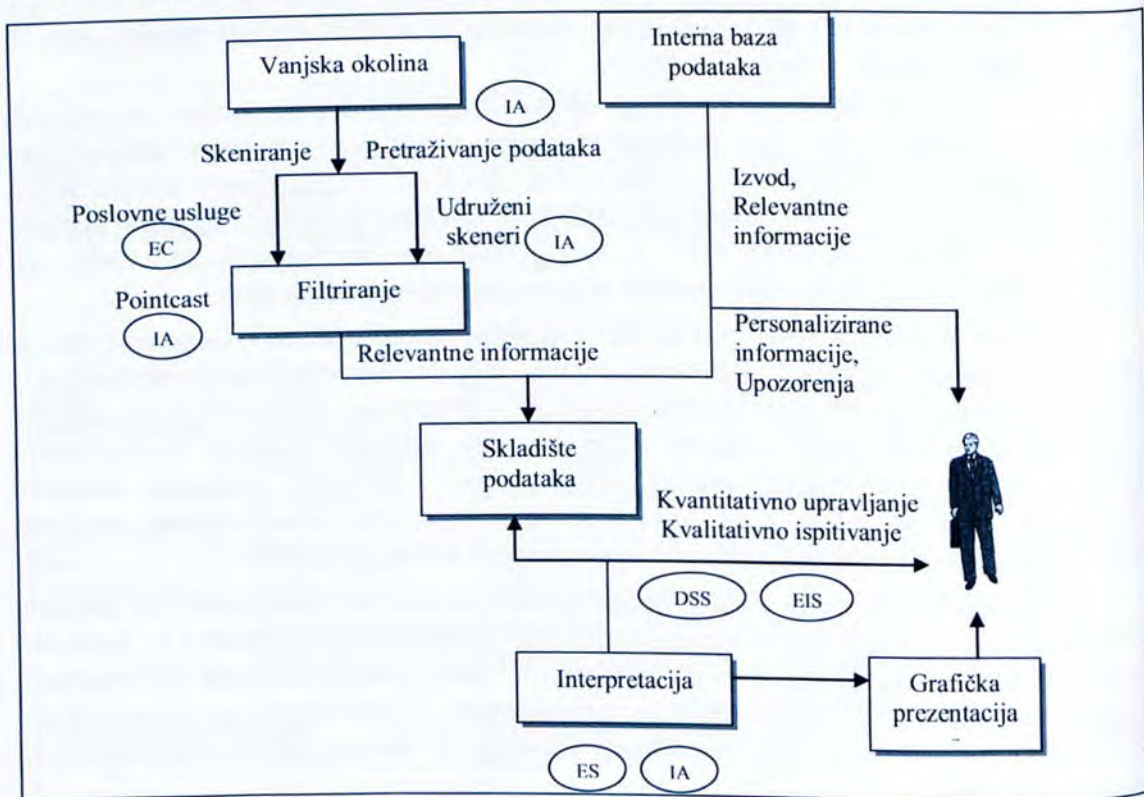 Vanjska okolina
Interna baza
podataka
IA
Skeniranje
Pretraživanje podataka
Izvod,
Relevantne
informacije
Poslovne usluge
EC
Udruženi
skeneri
IA
Pointcast
IA
Filtriranje
Relevantne informacije
Personalizirane
informacije,
Upozorenja
Skladište
podataka
Kvantitativno upravljanje
Kvalitativno ispitivanje
DSS
EIS
Interpretacija
Grafička
prezentacija
ES
IA